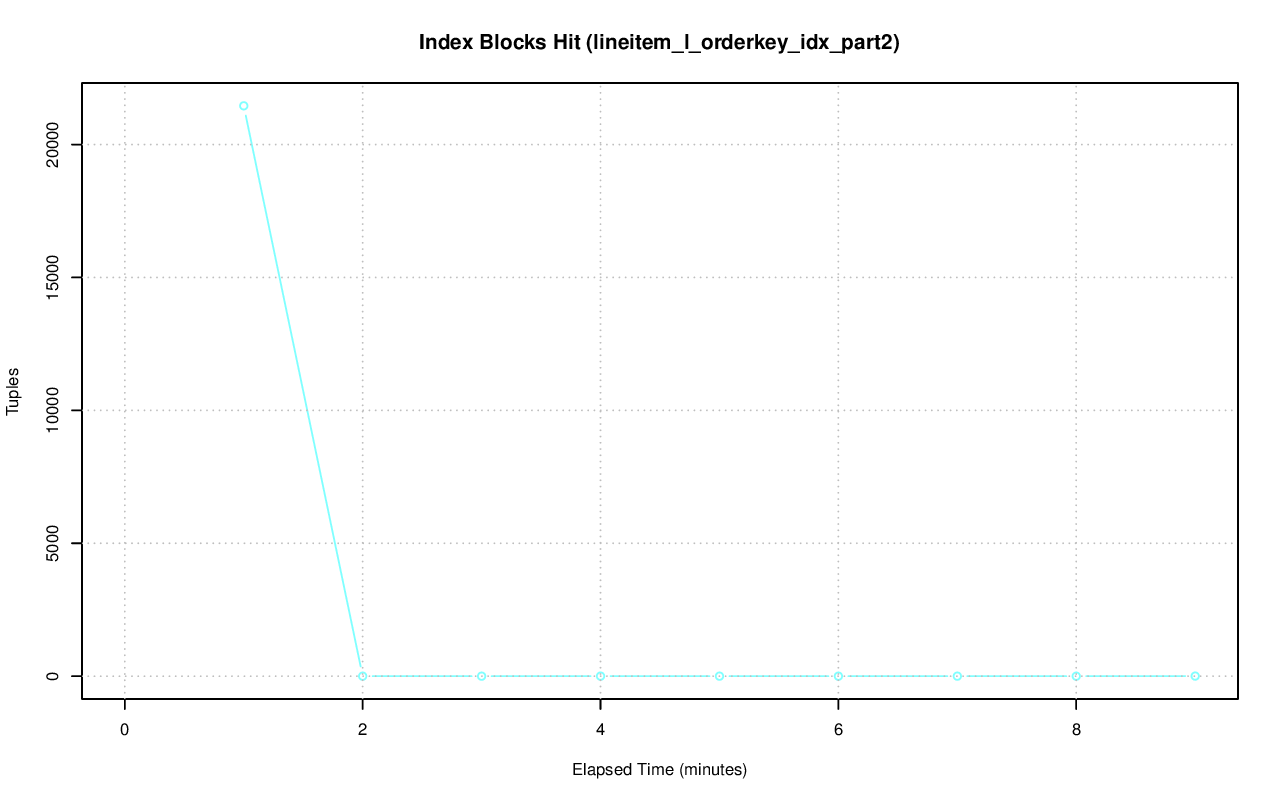 Index Blocks Hit (lineitem_l_orderkey_idx_part2)
Tuples
20000
15000
10000
5000
0
0 2 4 6 8
Elapsed Time (minutes)